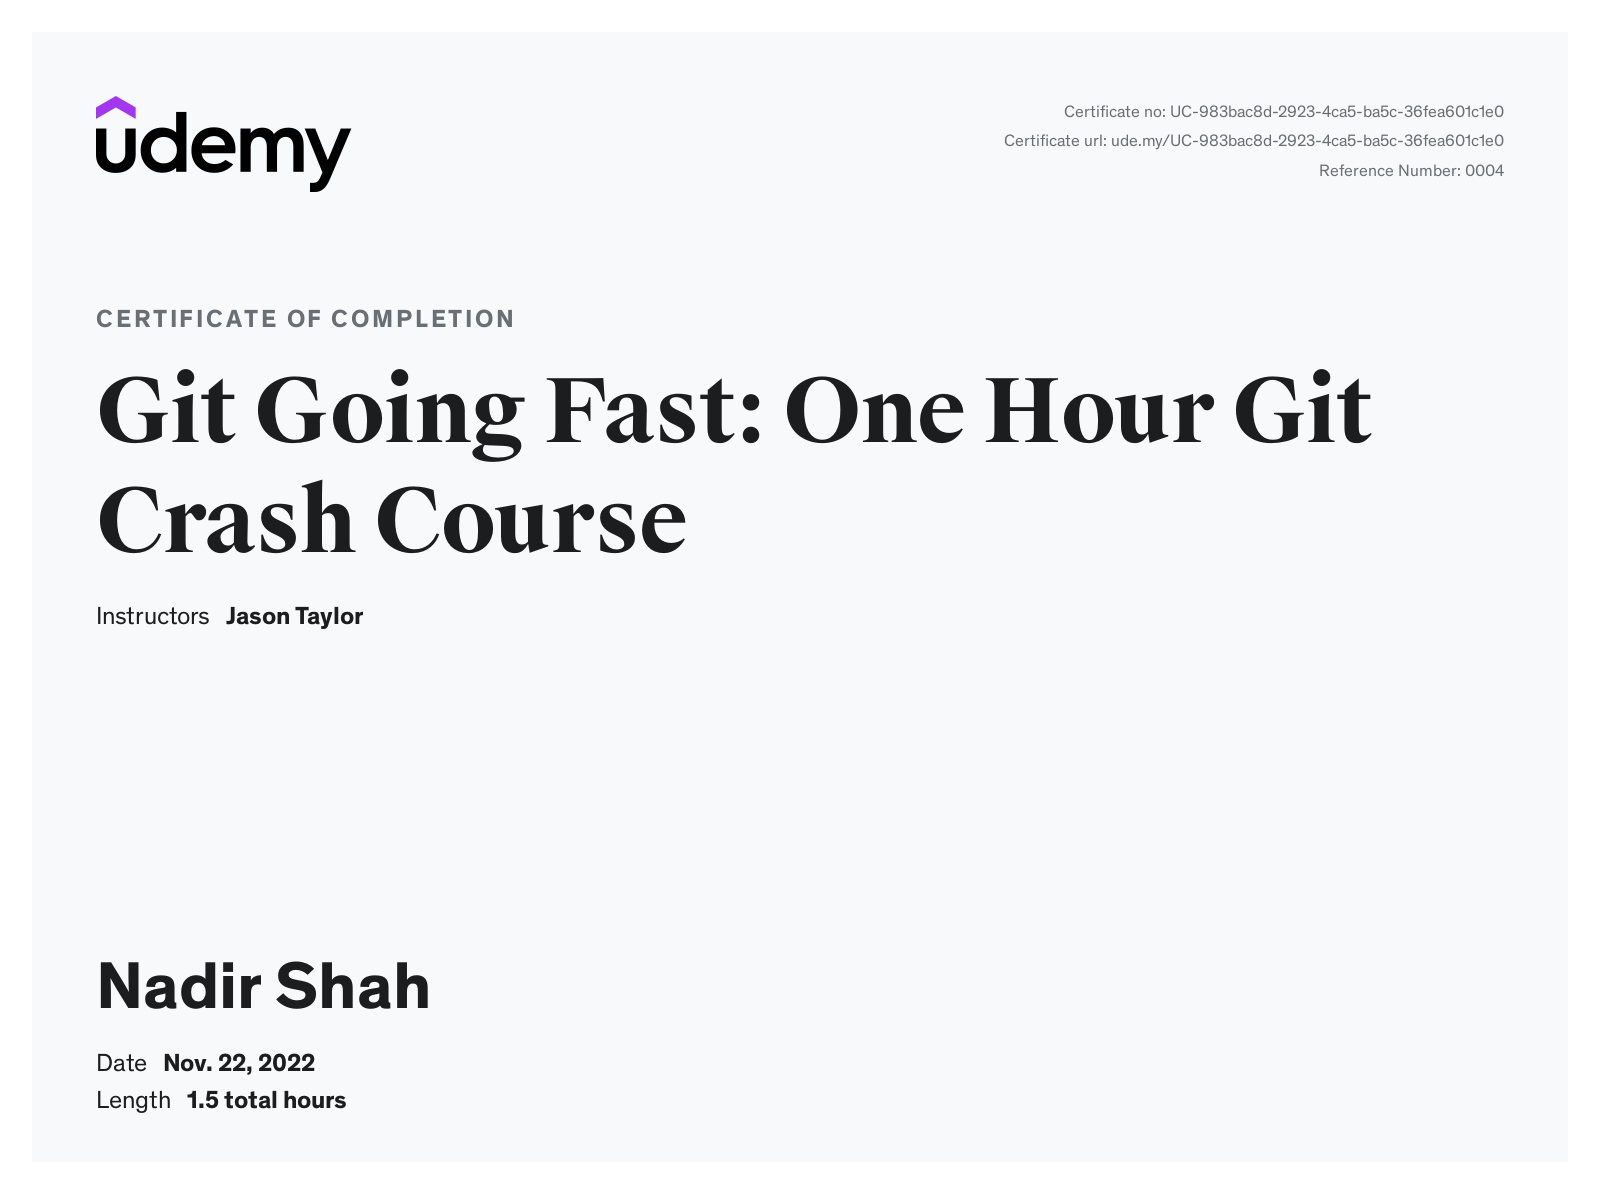 udemy
Certificate no: UC-983bac8d-2923-4ca5-ba5c-36fea601c1e0
Certificate url: ude.my/UC-983bac8d-2923-4ca5-ba5c-36fea601c1e0
Reference Number: 0004
CERTIFICATE OF COMPLETION
Git Going Fast: One Hour Git
Crash Course
Instructors Jason Taylor
Nadir Shah
Date Nov. 22, 2022
Length 1.5 total hours